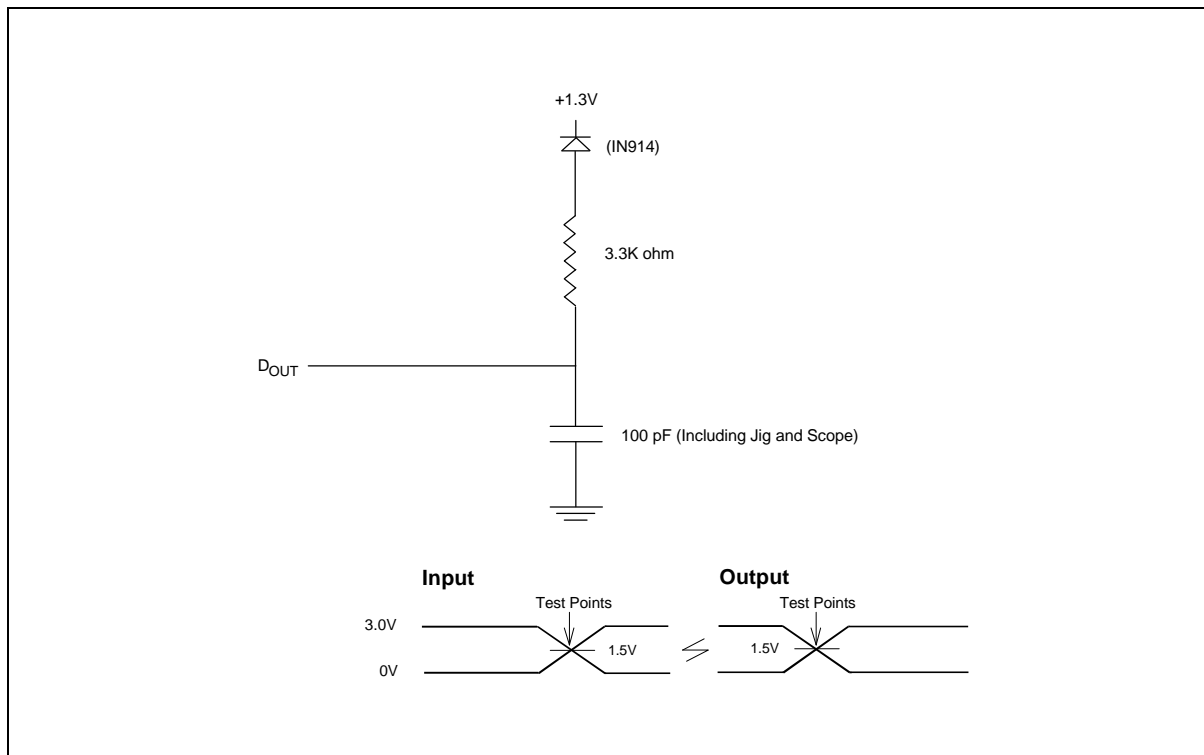 +1.3V
(IN914)
3.3K ohm
DOUT
100 pF (Including Jig and Scope)
Input
Output
Test Points
Test Points
3.0V
1.5V
1.5V
0V